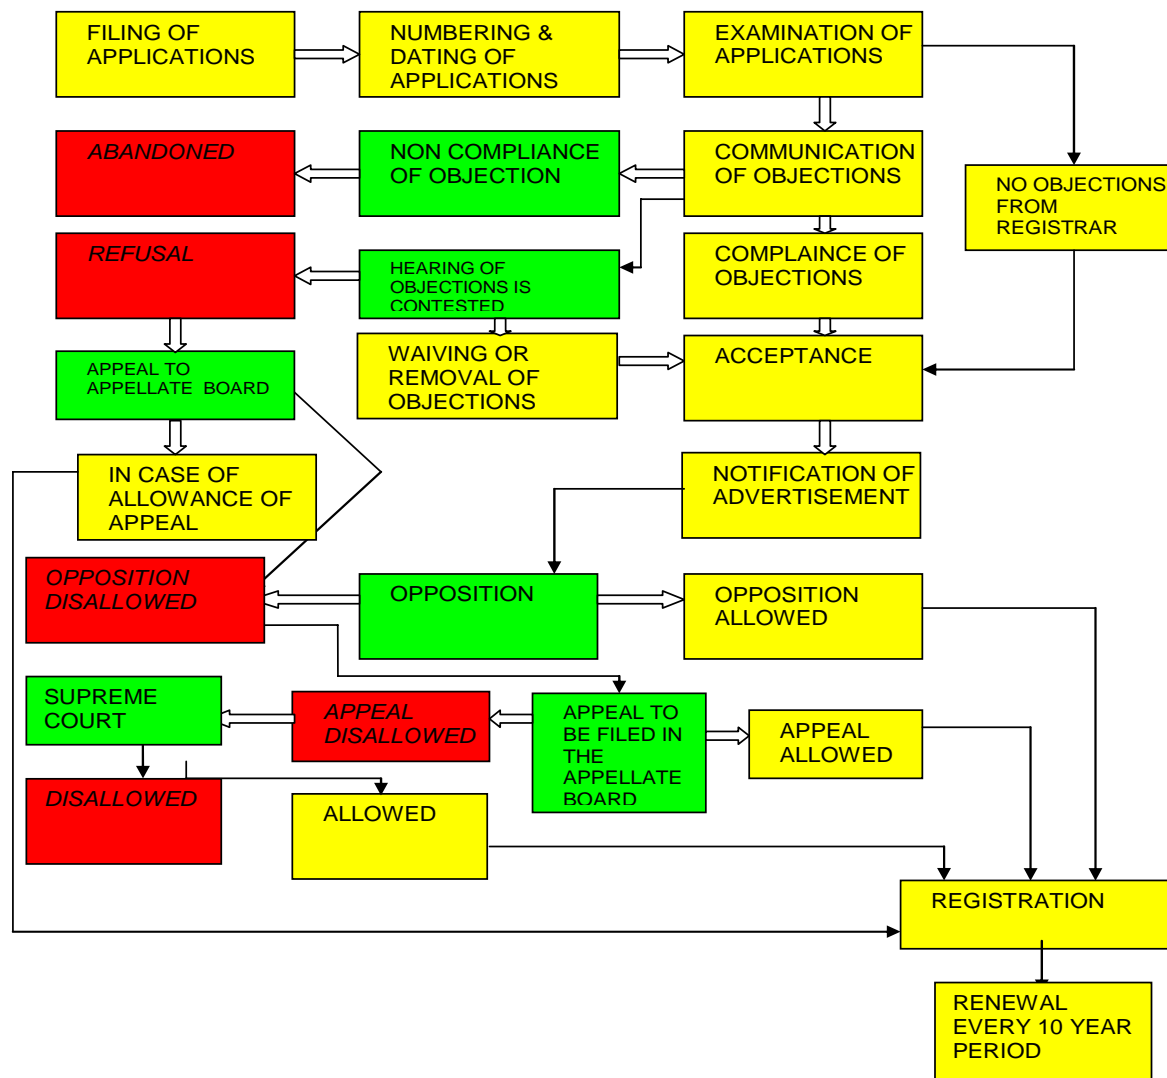 FILING OF
APPLICATIONS
NUMBERING &
DATING OF
APPLICATIONS
EXAMINATION OF
APPLICATIONS
ABANDONED
NON COMPLIANCE
OF OBJECTION
COMMUNICATION
OF OBJECTIONS
NO OBJECTIONS
FROM
REGISTRAR
REFUSAL
HEARING OF
OBJECTIONS IS
CONTESTED
COMPLAINCE OF
OBJECTIONS
APPEAL TO
APPELLATE BOARD
WAIVING OR
REMOVAL OF
OBJECTIONS
ACCEPTANCE
IN CASE OF
ALLOWANCE OF
APPEAL
NOTIFICATION OF
ADVERTISEMENT
OPPOSITION
DISALLOWED
OPPOSITION
OPPOSITION
ALLOWED
SUPREME
COURT
APPEAL
DISALLOWED
APPEAL TO
BE FILED IN
THE
APPELLATE
BOARD
APPEAL
ALLOWED
DISALLOWED
ALLOWED
REGISTRATION
RENEWAL
EVERY 10 YEAR
PERIOD